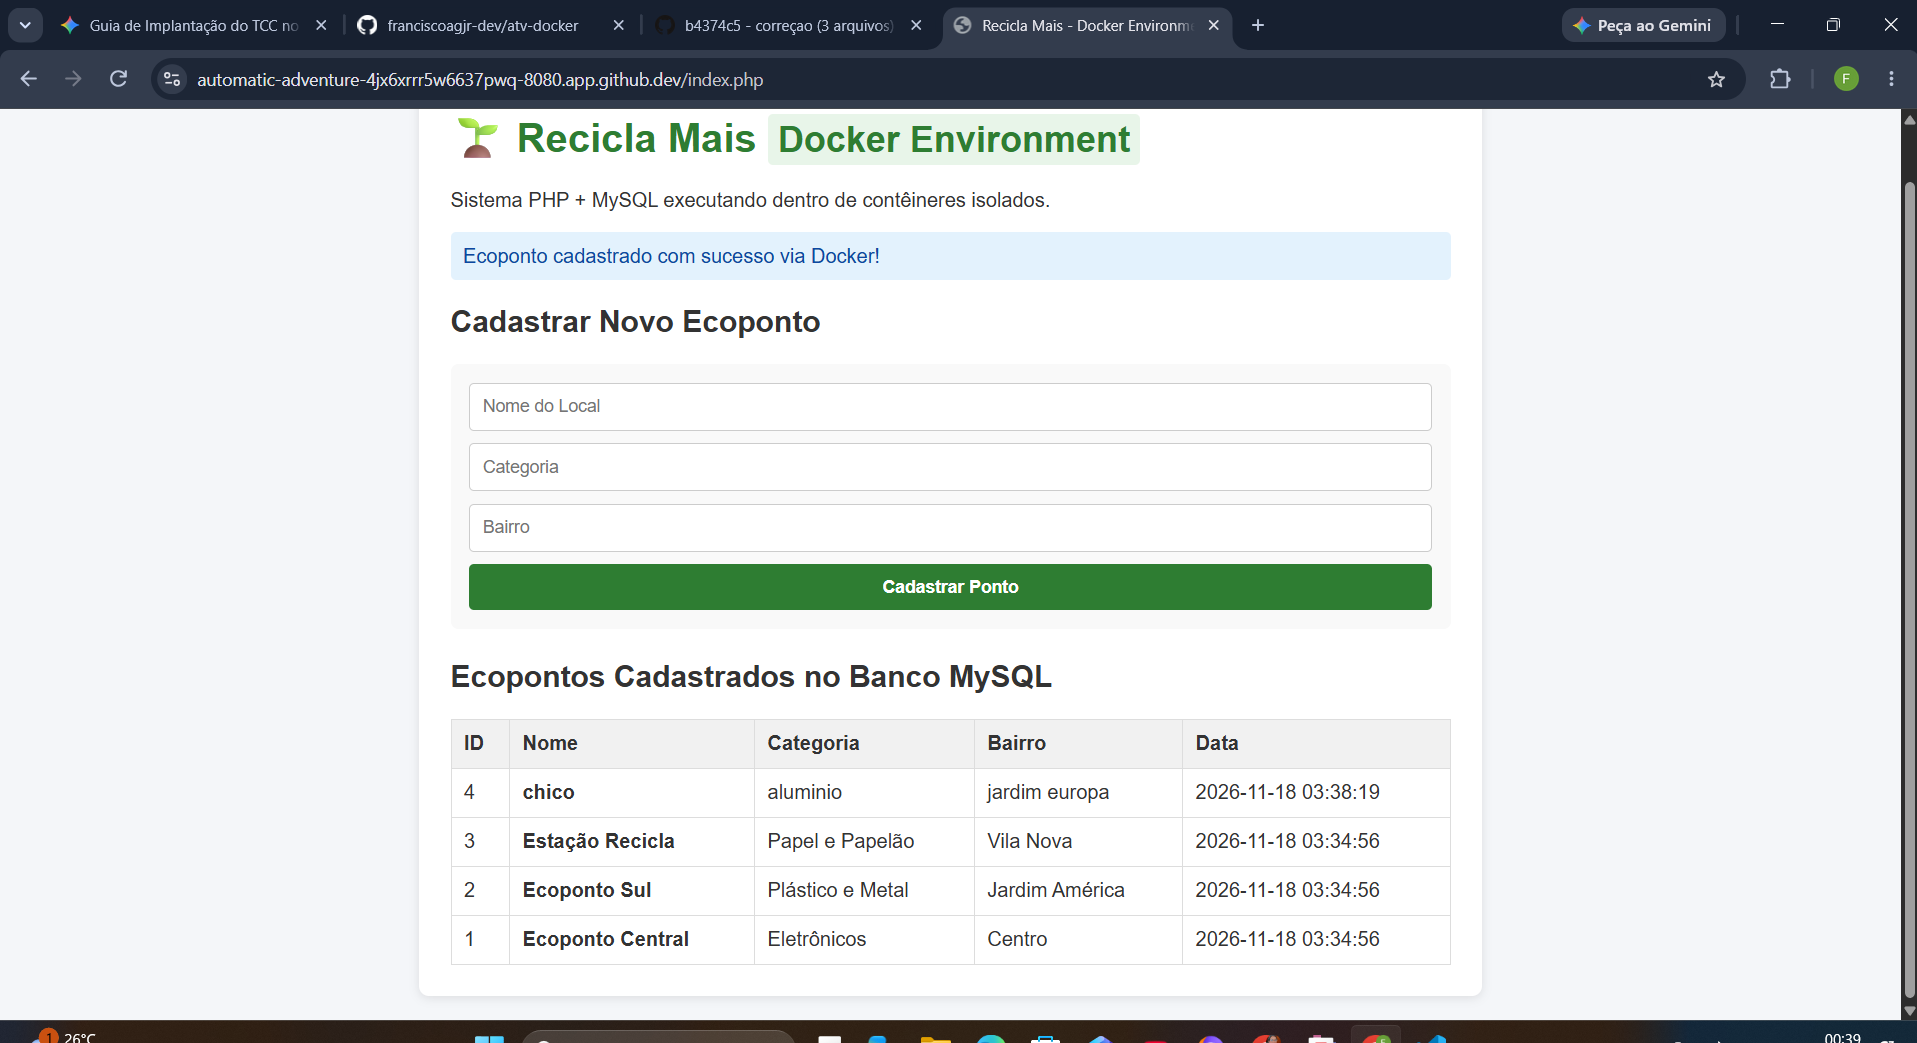 Guia de Implantação do TCC no
franciscoagjr-dev/atv-docker
b4374c5 - correçao (3 arquivos)
Recicla Mais - Docker Environm
Peça ao Gemini
automatic-adventure-4jx6xrrr5w6637pwq-8080.app.github.dev/index.php
F
Recicla Mais Docker Environment
Sistema PHP + MySQL executando dentro de contêineres isolados.
Ecoponto cadastrado com sucesso via Docker!
Cadastrar Novo Ecoponto
Nome do Local
Categoria
Bairro
Cadastrar Ponto
Ecopontos Cadastrados no Banco MySQL
ID Nome Categoria Bairro Data
4 chico aluminio jardim europa 2026-11-18 03:38:19
3 Estação Recicla Papel e Papelão Vila Nova 2026-11-18 03:34:56
2 Ecoponto Sul Plástico e Metal Jardim América 2026-11-18 03:34:56
1 Ecoponto Central Eletrônicos Centro 2026-11-18 03:34:56
1 26°C
00:39